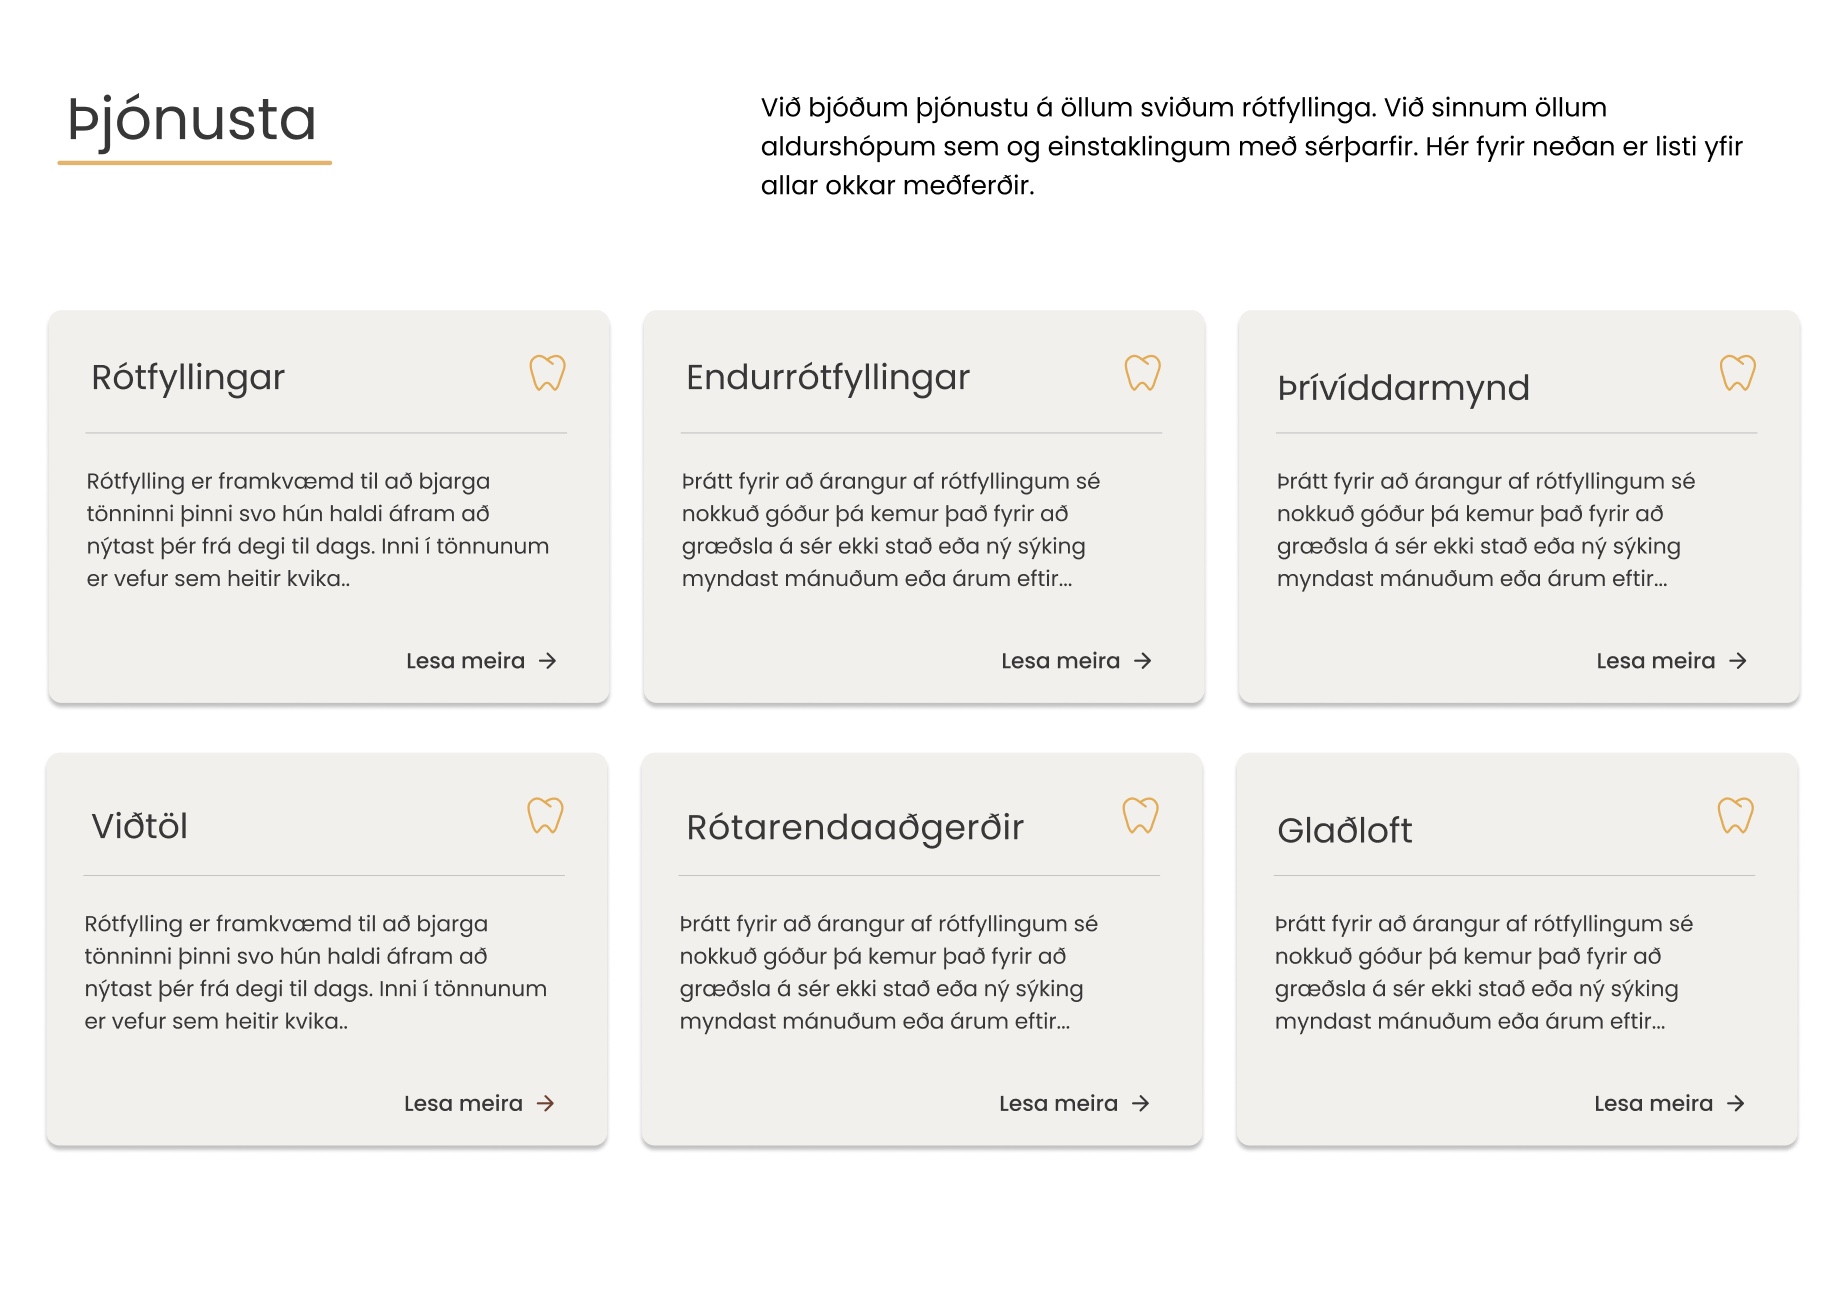 Þjónusta
Við bjóðum þjónustu á öllum sviðum rótfyllinga. Við sinnum öllum
aldurshópum sem og einstaklingum með sérþarfir. Hér fyrir neðan er listi yfir
allar okkar meðferðir.
Rótfyllingar
Rótfylling er framkvæmd til að bjarga
tönninni þinni svo hún haldi áfram að
nýtast þér frá degi til dags. Inni í tönnunum
er vefur sem heitir kvika..
Lesa meira
Endurrótfyllingar
Þrátt fyrir að árangur af rótfyllingum sé
nokkuð góður þá kemur það fyrir að
græðsla á sér ekki stað eða ný sýking
myndast mánuðum eða árum eftir...
Lesa meira
Þrívíddarmynd
Þrátt fyrir að árangur af rótfyllingum sé
nokkuð góður þá kemur það fyrir að
græðsla á sér ekki stað eða ný sýking
myndast mánuðum eða árum eftir...
Lesa meira
Viðtöl
Rótfylling er framkvæmd til að bjarga
tönninni þinni svo hún haldi áfram að
nýtast þér frá degi til dags. Inni í tönnunum
er vefur sem heitir kvika..
Lesa meira
Rótarendaaðgerðir
Þrátt fyrir að árangur af rótfyllingum sé
nokkuð góður þá kemur það fyrir að
græðsla á sér ekki stað eða ný sýking
myndast mánuðum eða árum eftir...
Lesa meira
Glaðloft
Þrátt fyrir að árangur af rótfyllingum sé
nokkuð góður þá kemur það fyrir að
græðsla á sér ekki stað eða ný sýking
myndast mánuðum eða árum eftir...
Lesa meira